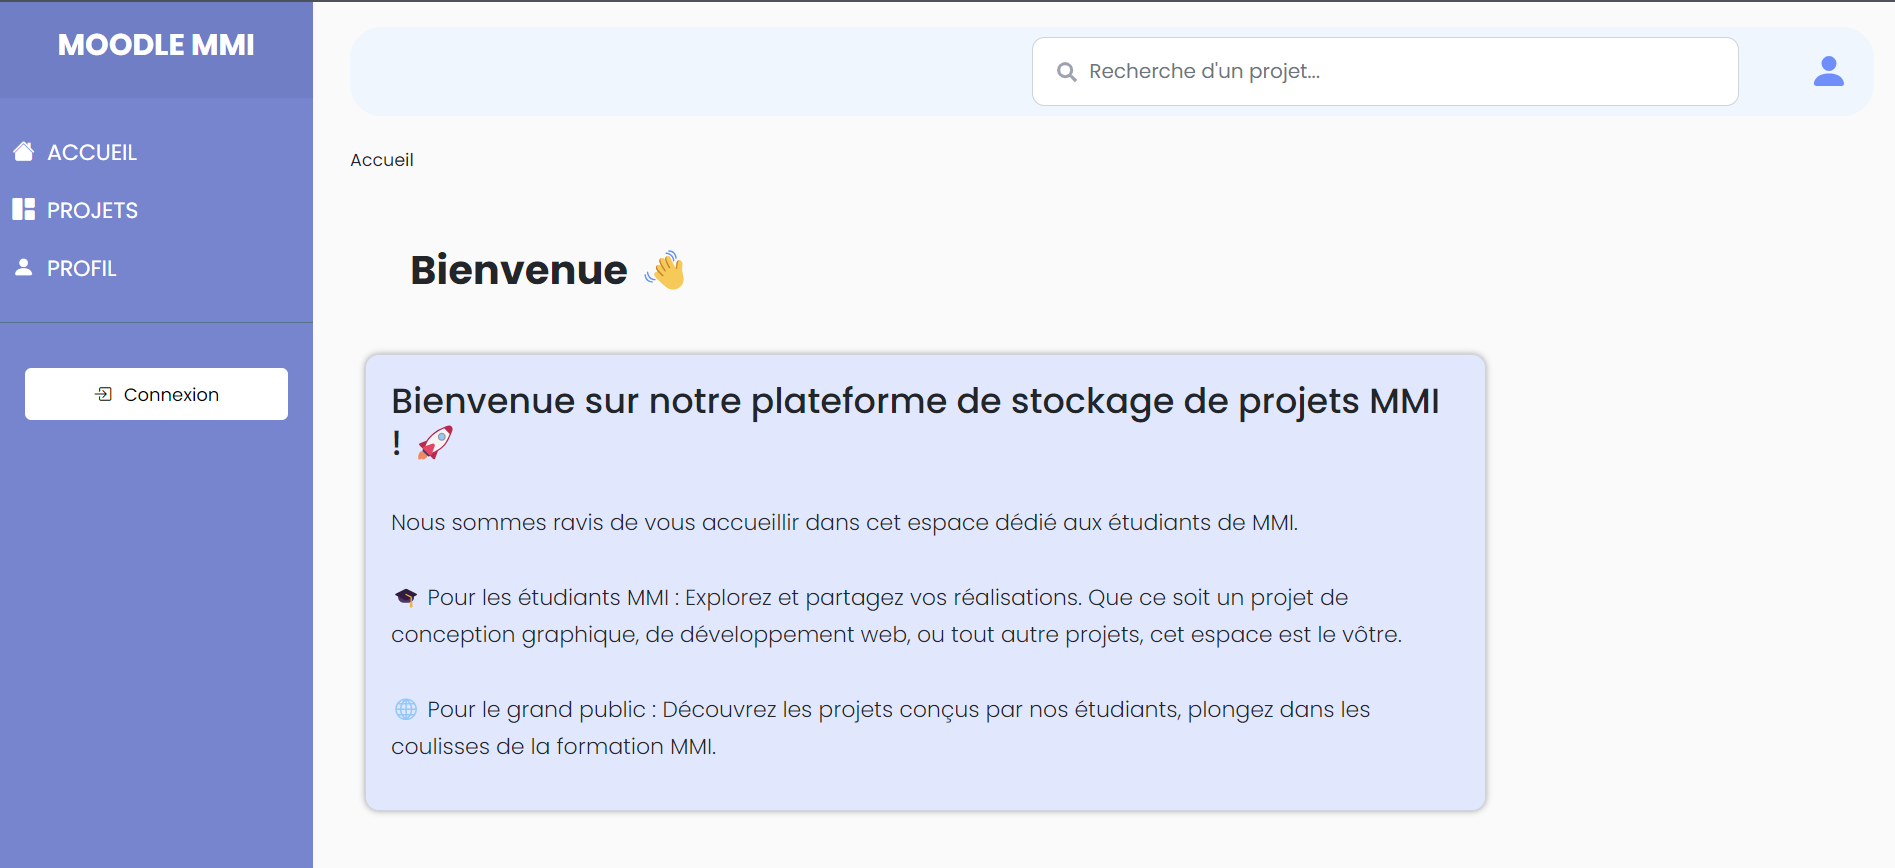 MOODLE MMI
ACCUEIL
PROJETS
PROFIL
Connexion
Recherche d'un projet...
Accueil
Bienvenue 👋
Bienvenue sur notre plateforme de stockage de projets MMI
! 🚀
Nous sommes ravis de vous accueillir dans cet espace dédié aux étudiants de MMI.
🎓 Pour les étudiants MMI : Explorez et partagez vos réalisations. Que ce soit un projet de
conception graphique, de développement web, ou tout autre projets, cet espace est le vôtre.
🌐 Pour le grand public : Découvrez les projets conçus par nos étudiants, plongez dans les
coulisses de la formation MMI.